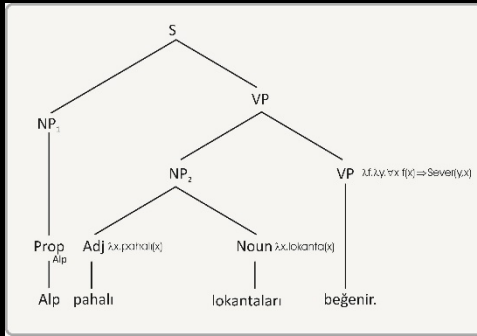 S
VP
NP₁
NP₂
VP λf.λy.∀x f(x)⇒Sever(y,x)
Prop Adj λx.pahalı(x) Noun λx.lokanta(x)
Alp
Alp pahalı lokantaları beğenir.